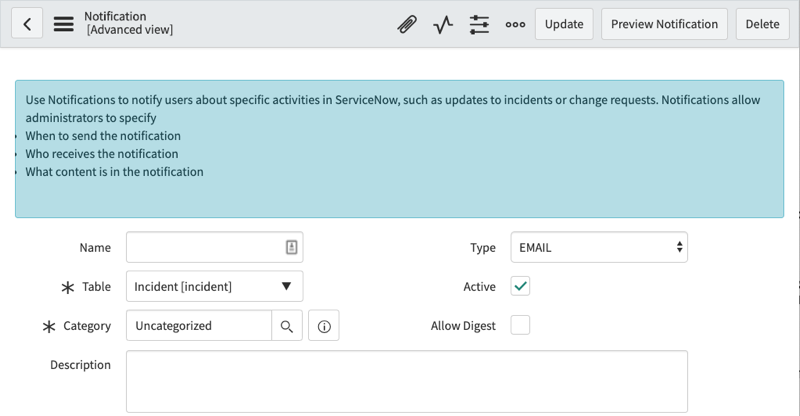 Notification
[Advanced view]
Update
Preview Notification
Delete
Use Notifications to notify users about specific activities in ServiceNow, such as updates to incidents or change requests. Notifications allow
administrators to specify
When to send the notification
Who receives the notification
What content is in the notification
Name
Type
EMAIL
Table
Incident [incident]
Active
Category
Uncategorized
Allow Digest
Description